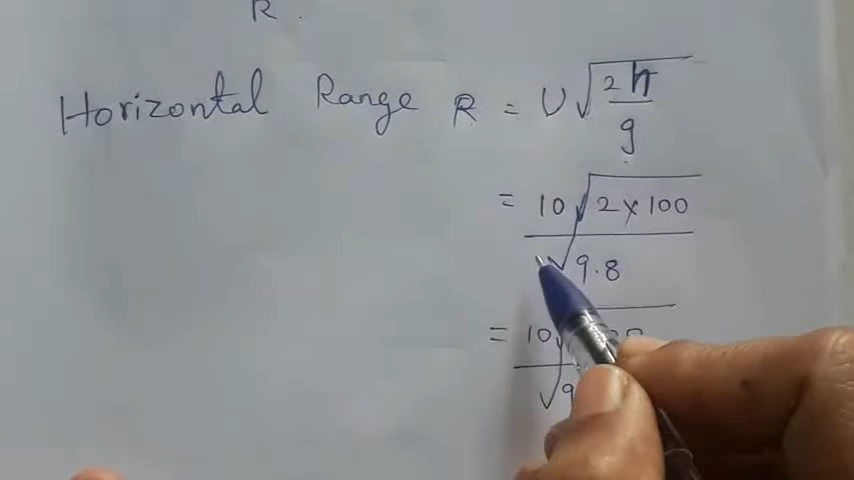 R.
Horizontal Range R = U √2h/g
= 10 √2×100 / √9.8
= 10